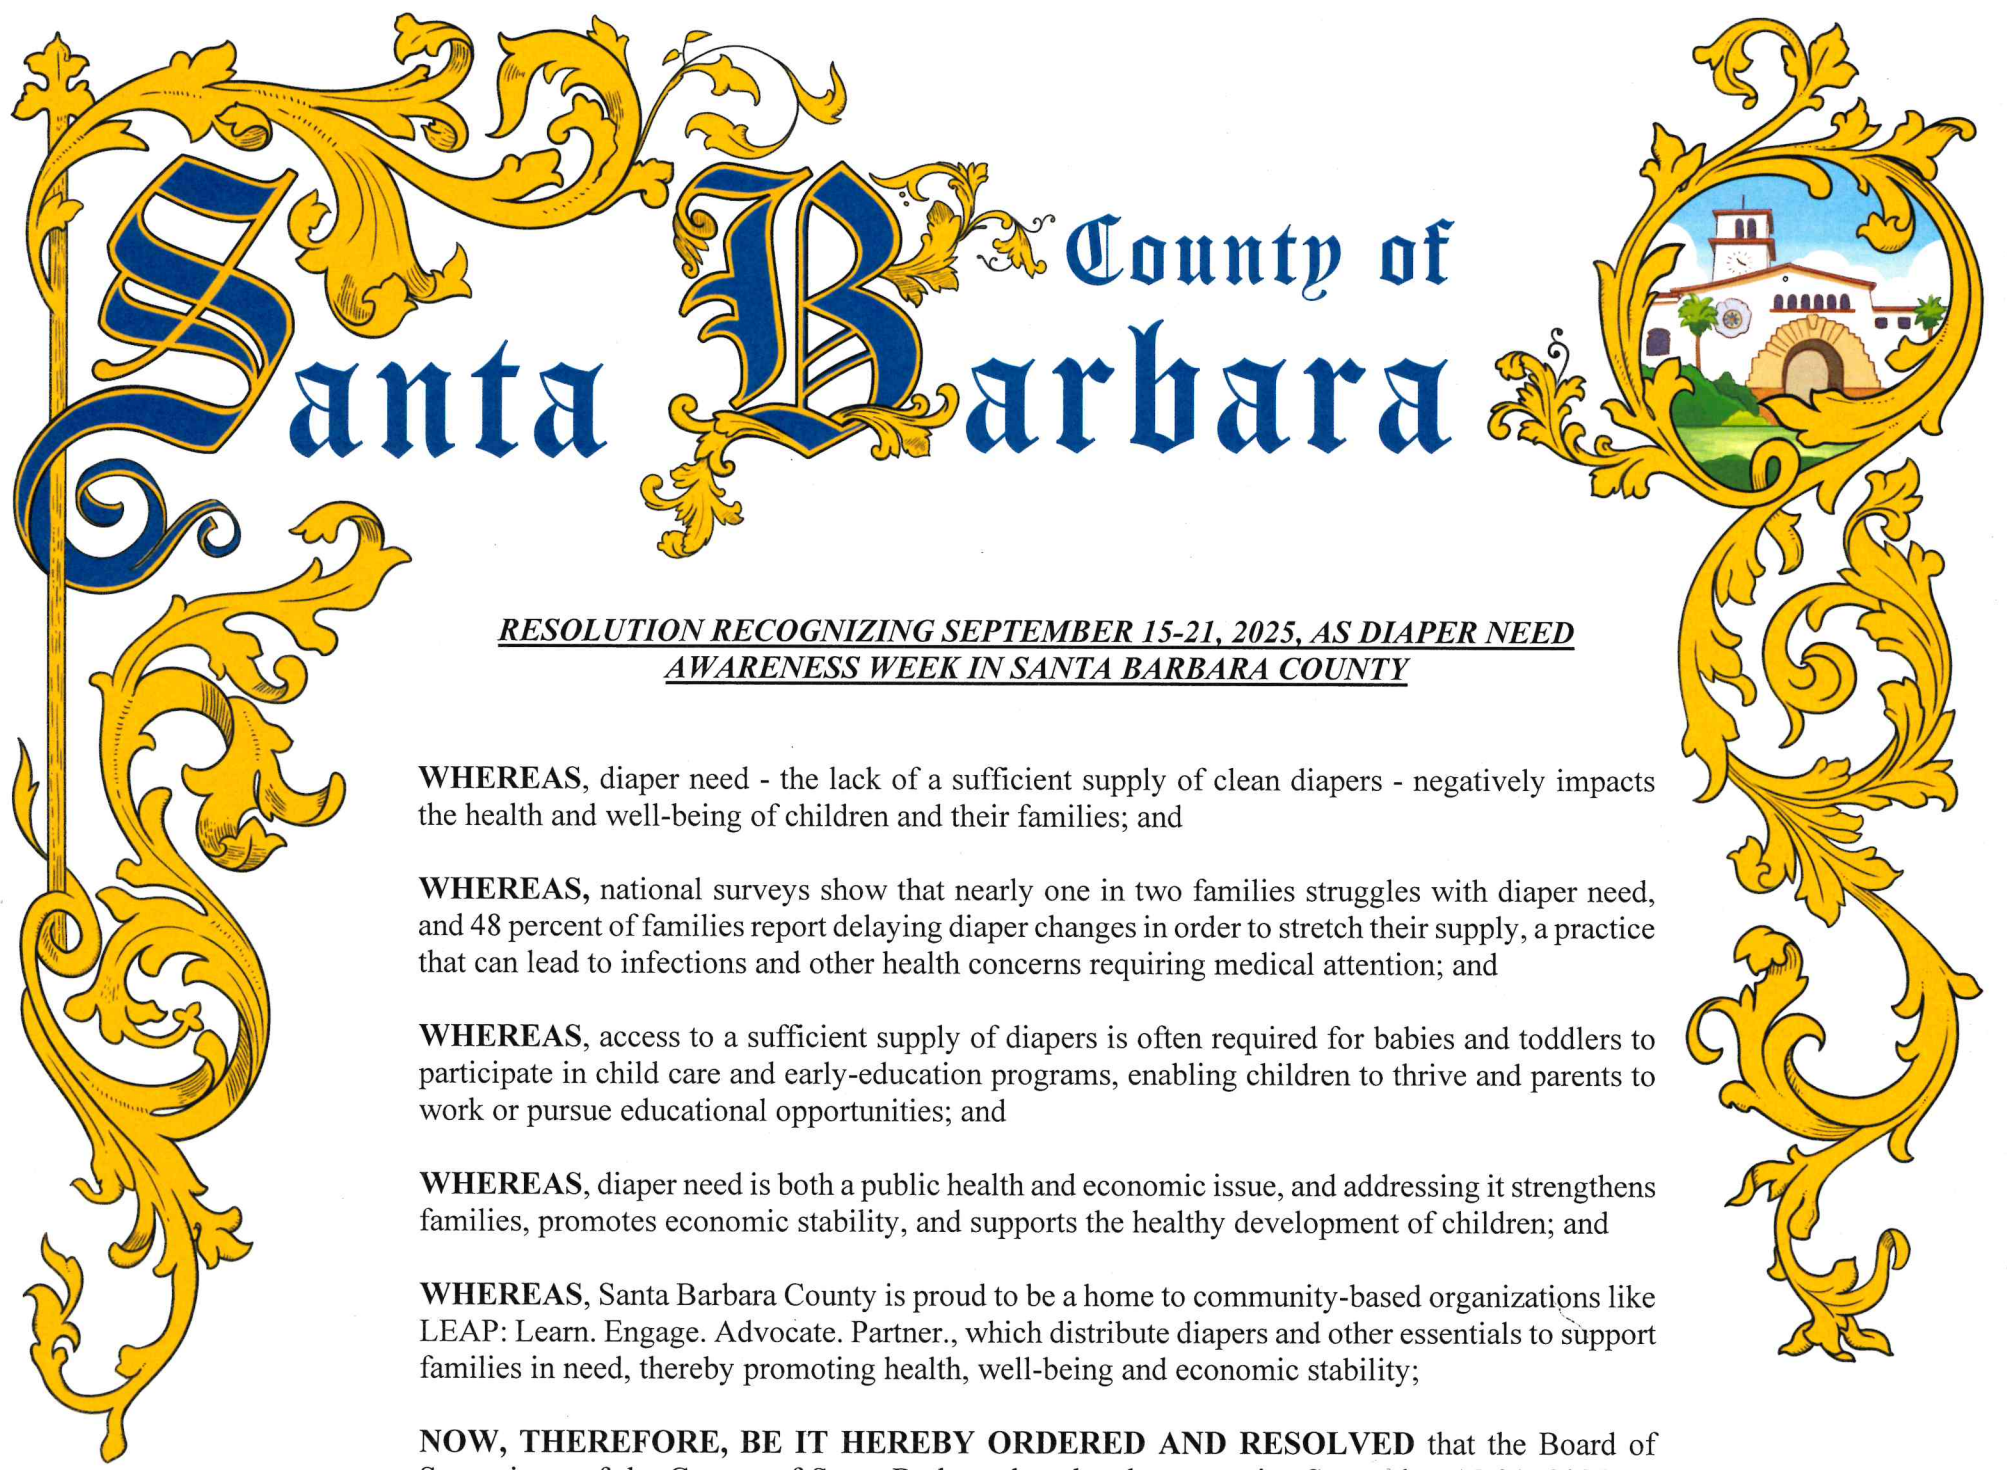 County of
Santa Barbara
RESOLUTION RECOGNIZING SEPTEMBER 15-21, 2025, AS DIAPER NEED
AWARENESS WEEK IN SANTA BARBARA COUNTY
WHEREAS, diaper need - the lack of a sufficient supply of clean diapers - negatively impacts
the health and well-being of children and their families; and
WHEREAS, national surveys show that nearly one in two families struggles with diaper need,
and 48 percent of families report delaying diaper changes in order to stretch their supply, a practice
that can lead to infections and other health concerns requiring medical attention; and
WHEREAS, access to a sufficient supply of diapers is often required for babies and toddlers to
participate in child care and early-education programs, enabling children to thrive and parents to
work or pursue educational opportunities; and
WHEREAS, diaper need is both a public health and economic issue, and addressing it strengthens
families, promotes economic stability, and supports the healthy development of children; and
WHEREAS, Santa Barbara County is proud to be a home to community-based organizations like
LEAP: Learn. Engage. Advocate. Partner., which distribute diapers and other essentials to support
families in need, thereby promoting health, well-being and economic stability;
NOW, THEREFORE, BE IT HEREBY ORDERED AND RESOLVED that the Board of